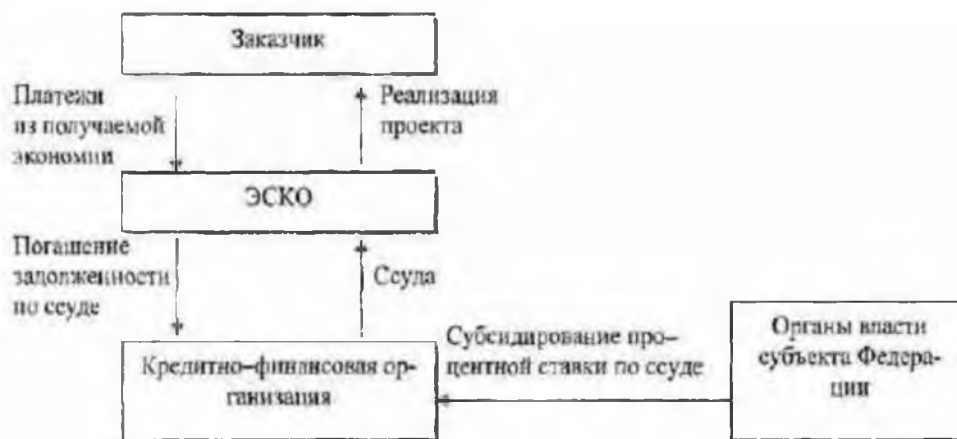 Заказчик
Платежи
из получаемой
экономии
Реализация
проекта
ЭСКО
Погашение
задолженности
по ссуде
Ссуда
Кредитно–финансовая ор-
ганизация
Субсидирование про–
центной ставки по ссуде
Органы власти
субъекта Федера-
ции